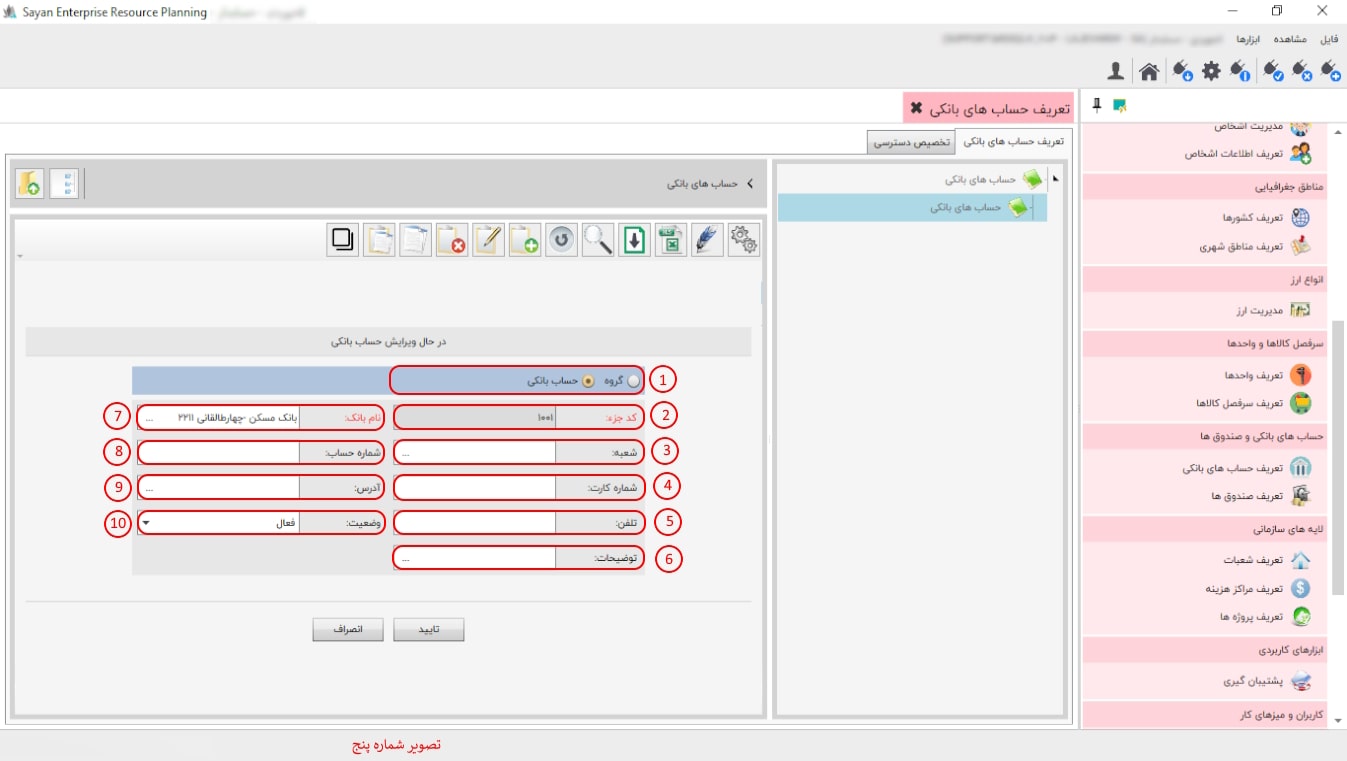 Sayan Enterprise Resource Planning
فایل مشاهده ابزارها
تعریف حساب های بانکی
تعریف حساب های بانکی
تخصیص دسترسی
مدیریت اشخاص
تعریف اطلاعات اشخاص
مناطق جغرافیایی
تعریف کشورها
تعریف مناطق شهری
انواع ارز
مدیریت ارز
سرفصل کالاها و واحدها
تعریف واحدها
تعریف سرفصل کالاها
حساب های بانکی و صندوق ها
تعریف حساب های بانکی
تعریف صندوق ها
لایه های سازمانی
تعریف شعبات
تعریف مراکز هزینه
تعریف پروژه ها
ابزارهای کاربردی
پشتیبان گیری
کاربران و میزهای کار
حساب های بانکی
حساب های بانکی
حساب های بانکی
در حال ویرایش حساب بانکی
1 گروه حساب بانکی
2 کد جزء: ۱۰۰۱
7 نام بانک: بانک مسکن -چهارطالقانی ۲۲۱۱ ...
3 شعبه: ...
8 شماره حساب:
4 شماره کارت:
9 آدرس: ...
5 تلفن:
10 وضعیت: فعال
6 توضیحات: ...
تایید
انصراف
تصویر شماره پنج